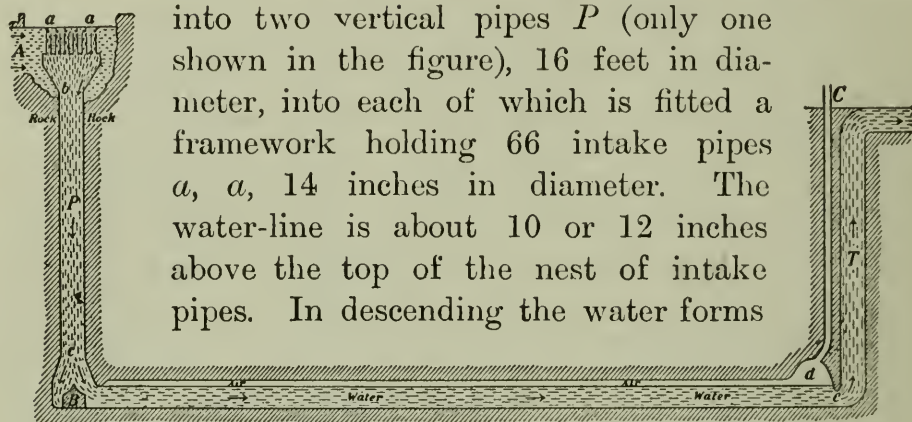 into two vertical pipes P (only one
shown in the figure), 16 feet in dia-
meter, into each of which is fitted a
framework holding 66 intake pipes
a, a, 14 inches in diameter. The
water-line is about 10 or 12 inches
above the top of the nest of intake
pipes. In descending the water forms
a a
A
b
Rock Rock
P
c
B
Air Air
Water Water
C
T
d
e